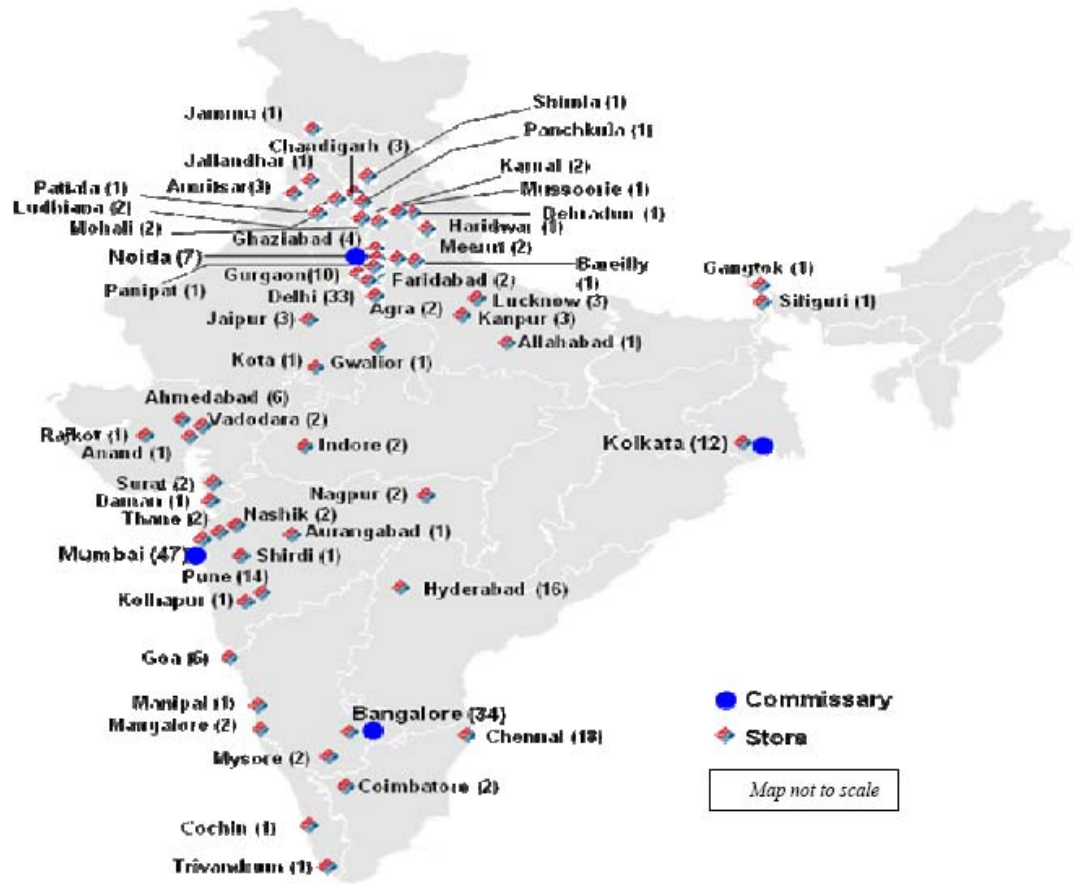 Jammu (1)
Shimla (1)
Panchkula (1)
Chandigarh (3)
Jallandhar (1)
Karnal (2)
Patiala (1)
Amritsar(3)
Mussoorie (1)
Ludhiana (2)
Dehradun (1)
Mohali (2)
Haridwar (1)
Ghaziabad (4)
Meerut (2)
Noida (7)
Gurgaon(10)
Faridabad (2)
Bareilly
(1)
Panipat (1)
Gangtok (1)
Delhi (33)
Agra (2)
Lucknow (3)
Siliguri (1)
Jaipur (3)
Kanpur (3)
Allahabad (1)
Kota (1)
Gwalior (1)
Ahmedabad (6)
Vadodara (2)
Rajkot (1)
Anand (1)
Indore (2)
Kolkata (12)
Surat (2)
Daman (1)
Nagpur (2)
Thane (2)
Nashik (2)
Aurangabad (1)
Mumbai (47)
Shirdi (1)
Pune (14)
Kolhapur (1)
Hyderabad (16)
Goa (6)
Manipal (1)
Mangalore (2)
Bangalore (34)
Chennai (18)
Mysore (2)
Coimbatore (2)
Cochin (1)
Trivandrum (1)
Commissary
Store
Map not to scale